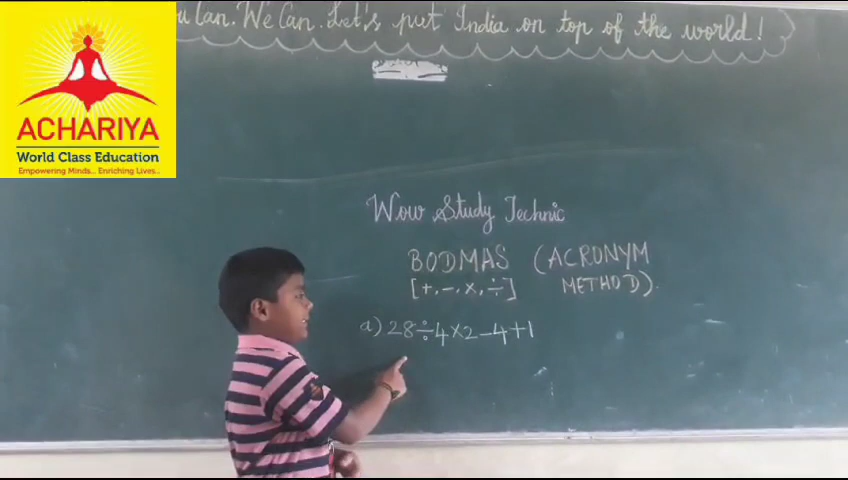 u Can. We Can. Let's put India on top of the world!
ACHARIYA
World Class Education
Empowering Minds... Enriching Lives...
Wow Study Technic
BODMAS (ACRONYM
[+, -, ×, ÷] METHOD).
a) 28÷4×2-4+1